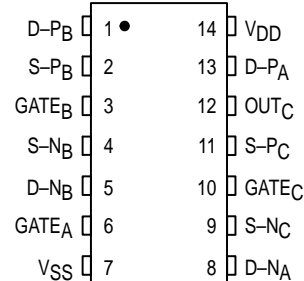 D–PB 1 14 VDD
S–PB 2 13 D–PA
GATEB 3 12 OUTC
S–NB 4 11 S–PC
D–NB 5 10 GATEC
GATEA 6 9 S–NC
VSS 7 8 D–NA